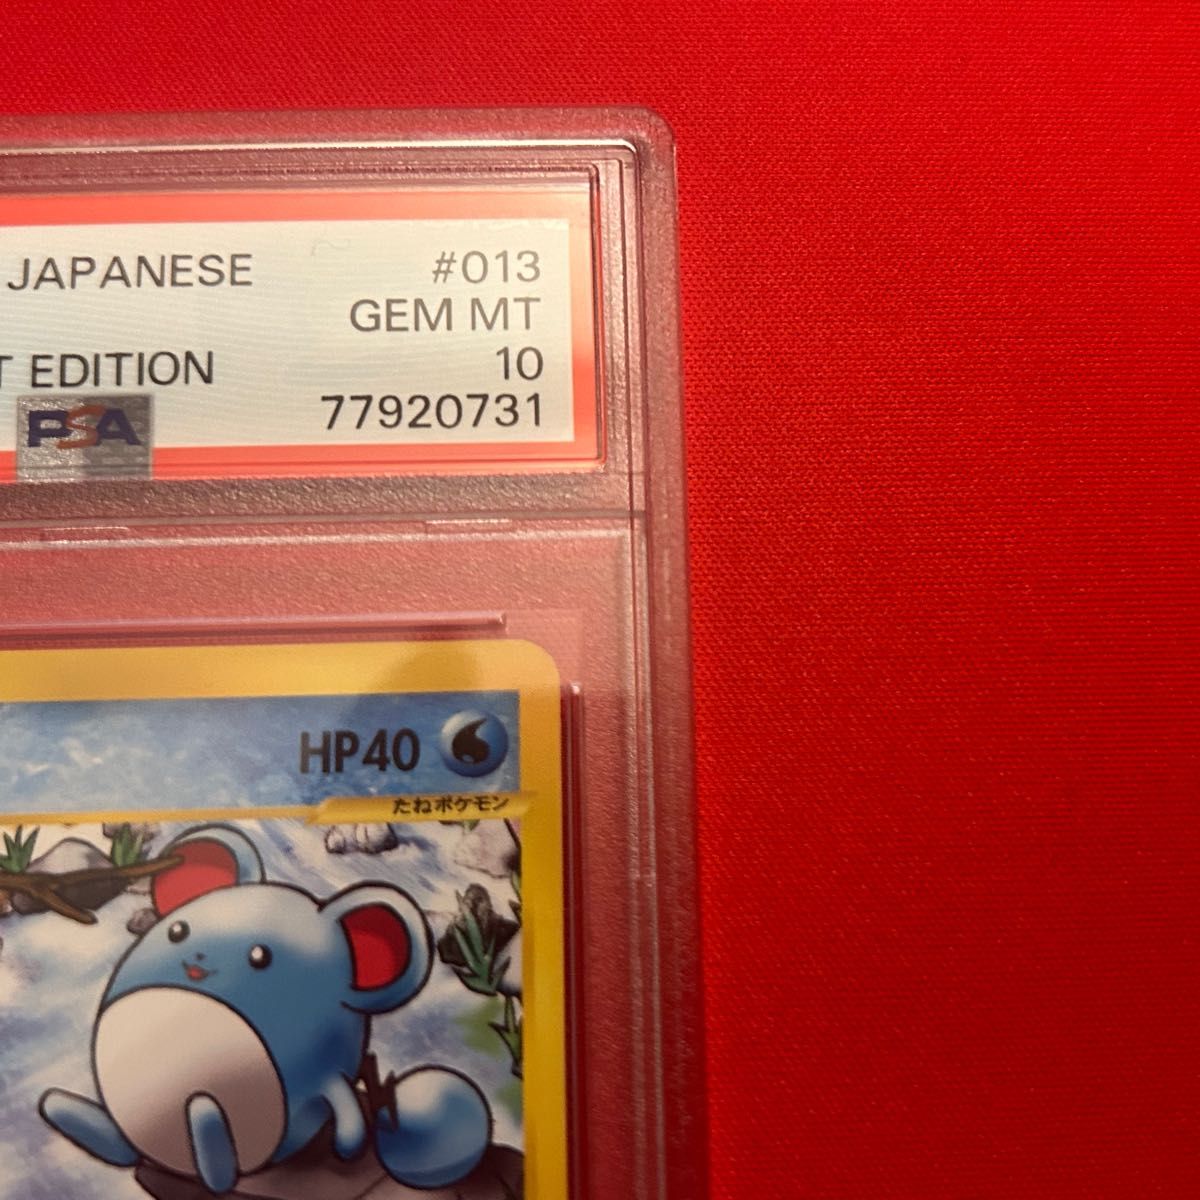 JAPANESE #013
GEM MT
EDITION 10
PSA 77920731
HP40
たねポケモン